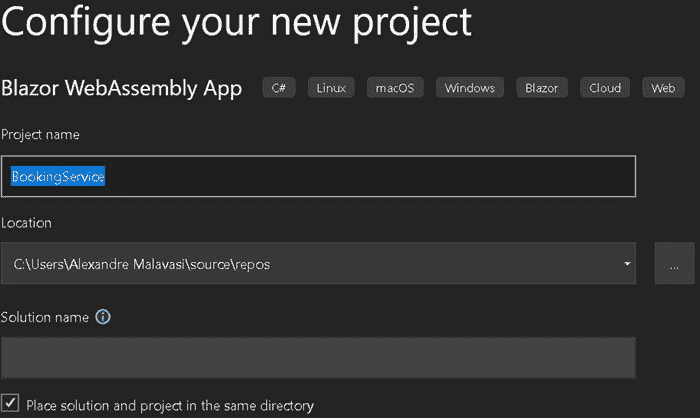 Configure your new project
Blazor WebAssembly App C# Linux macOS Windows Blazor Cloud Web
Project name
BookingService
Location
C:\Users\Alexandre Malavasi\source\repos ...
Solution name
Place solution and project in the same directory